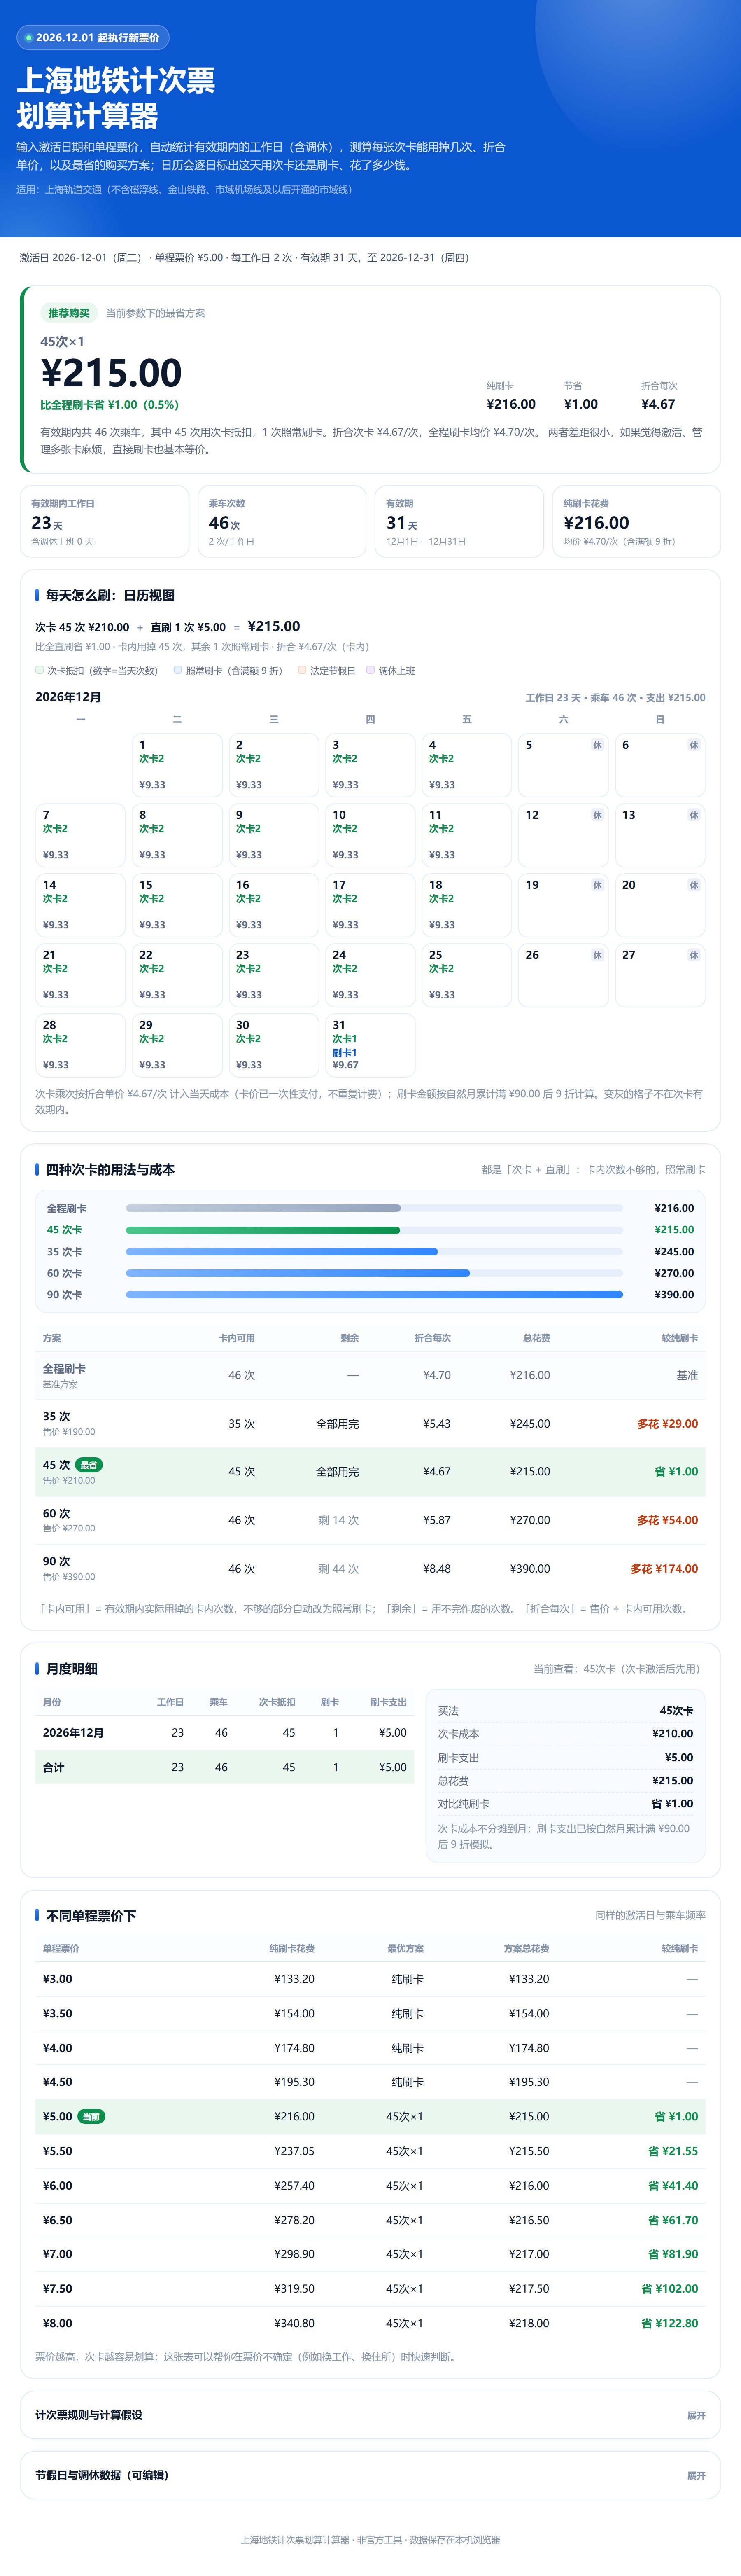 2026.12.01 起执行新票价
上海地铁计次票
划算计算器
输入激活日期和单程票价，自动统计有效期内的工作日（含调休），测算每张次卡能用掉几次、折合
单价，以及最省的购买方案；日历会逐日标出这天用次卡还是刷卡、花了多少钱。
适用：上海轨道交通（不含磁浮线、金山铁路、市域机场线及以后开通的市域线）
激活日 2026-12-01（周二） · 单程票价 ¥5.00 · 每工作日 2 次 · 有效期 31 天，至 2026-12-31（周四）
推荐购买 当前参数下的最省方案
45次×1
¥215.00
比全程刷卡省 ¥1.00（0.5%）
纯刷卡 节省 折合每次
¥216.00 ¥1.00 ¥4.67
有效期内共 46 次乘车，其中 45 次用次卡抵扣，1 次照常刷卡。折合次卡 ¥4.67/次，全程刷卡均价 ¥4.70/次。 两者差距很小，如果觉得激活、管
理多张卡麻烦，直接刷卡也基本等价。
有效期内工作日 乘车次数 有效期 纯刷卡花费
23 天 46 次 31 天 ¥216.00
含调休上班 0 天 2 次/工作日 12月1日 – 12月31日 均价 ¥4.70/次（含满额 9 折）
每天怎么刷：日历视图
次卡 45 次 ¥210.00 + 直刷 1 次 ¥5.00 = ¥215.00
比全直刷省 ¥1.00 · 卡内用掉 45 次，其余 1 次照常刷卡 · 折合 ¥4.67/次（卡内）
次卡抵扣（数字=当天次数） 照常刷卡（含满额 9 折） 法定节假日 调休上班
2026年12月 工作日 23 天 • 乘车 46 次 • 支出 ¥215.00
一 二 三 四 五 六 日
1 2 3 4 5 休 6 休
次卡2 次卡2 次卡2 次卡2
¥9.33 ¥9.33 ¥9.33 ¥9.33
7 8 9 10 11 12 休 13 休
次卡2 次卡2 次卡2 次卡2 次卡2
¥9.33 ¥9.33 ¥9.33 ¥9.33 ¥9.33
14 15 16 17 18 19 休 20 休
次卡2 次卡2 次卡2 次卡2 次卡2
¥9.33 ¥9.33 ¥9.33 ¥9.33 ¥9.33
21 22 23 24 25 26 休 27 休
次卡2 次卡2 次卡2 次卡2 次卡2
¥9.33 ¥9.33 ¥9.33 ¥9.33 ¥9.33
28 29 30 31
次卡2 次卡2 次卡2 次卡1
刷卡1
¥9.33 ¥9.33 ¥9.33 ¥9.67
次卡乘次按折合单价 ¥4.67/次 计入当天成本（卡价已一次性支付，不重复计费）；刷卡金额按自然月累计满 ¥90.00 后 9 折计算。变灰的格子不在次卡有
效期内。
四种次卡的用法与成本 都是「次卡 + 直刷」：卡内次数不够的，照常刷卡
全程刷卡 ¥216.00
45 次卡 ¥215.00
35 次卡 ¥245.00
60 次卡 ¥270.00
90 次卡 ¥390.00
方案 卡内可用 剩余 折合每次 总花费 较纯刷卡
全程刷卡 46 次 — ¥4.70 ¥216.00 基准
基准方案
35 次 35 次 全部用完 ¥5.43 ¥245.00 多花 ¥29.00
售价 ¥190.00
45 次 最省 45 次 全部用完 ¥4.67 ¥215.00 省 ¥1.00
售价 ¥210.00
60 次 46 次 剩 14 次 ¥5.87 ¥270.00 多花 ¥54.00
售价 ¥270.00
90 次 46 次 剩 44 次 ¥8.48 ¥390.00 多花 ¥174.00
售价 ¥390.00
「卡内可用」= 有效期内实际用掉的卡内次数，不够的部分自动改为照常刷卡；「剩余」= 用不完作废的次数。「折合每次」= 售价 ÷ 卡内可用次数。
月度明细 当前查看：45次卡（次卡激活后先用）
月份 工作日 乘车 次卡抵扣 刷卡 刷卡支出
2026年12月 23 46 45 1 ¥5.00
合计 23 46 45 1 ¥5.00
买法 45次卡
次卡成本 ¥210.00
刷卡支出 ¥5.00
总花费 ¥215.00
对比纯刷卡 省 ¥1.00
次卡成本不分摊到月；刷卡支出已按自然月累计满 ¥90.00
后 9 折模拟。
不同单程票价下 同样的激活日与乘车频率
单程票价 纯刷卡花费 最优方案 方案总花费 较纯刷卡
¥3.00 ¥133.20 纯刷卡 ¥133.20 —
¥3.50 ¥154.00 纯刷卡 ¥154.00 —
¥4.00 ¥174.80 纯刷卡 ¥174.80 —
¥4.50 ¥195.30 纯刷卡 ¥195.30 —
¥5.00 当前 ¥216.00 45次×1 ¥215.00 省 ¥1.00
¥5.50 ¥237.05 45次×1 ¥215.50 省 ¥21.55
¥6.00 ¥257.40 45次×1 ¥216.00 省 ¥41.40
¥6.50 ¥278.20 45次×1 ¥216.50 省 ¥61.70
¥7.00 ¥298.90 45次×1 ¥217.00 省 ¥81.90
¥7.50 ¥319.50 45次×1 ¥217.50 省 ¥102.00
¥8.00 ¥340.80 45次×1 ¥218.00 省 ¥122.80
票价越高，次卡越容易划算；这张表可以帮你在票价不确定（例如换工作、换住所）时快速判断。
计次票规则与计算假设 展开
节假日与调休数据（可编辑） 展开
上海地铁计次票划算计算器 · 非官方工具 · 数据保存在本机浏览器